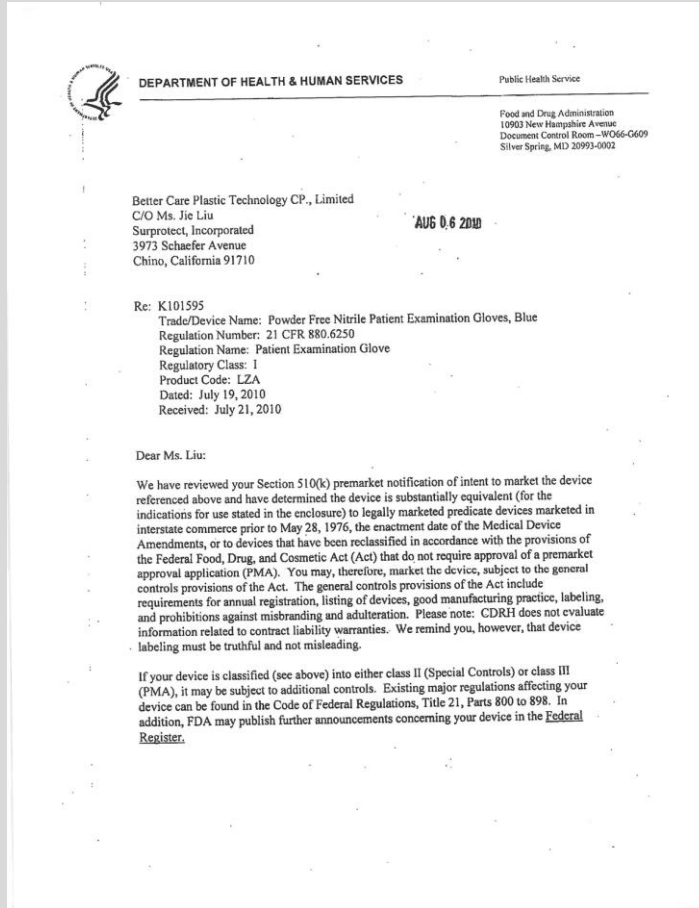 DEPARTMENT OF HEALTH & HUMAN SERVICES
Public Health Service
Food and Drug Administration
10903 New Hampshire Avenue
Document Control Room –WO66-G609
Silver Spring, MD 20993-0002
Better Care Plastic Technology CP., Limited
C/O Ms. Jie Liu
Surprotect, Incorporated
3973 Schaefer Avenue
Chino, California 91710
AUG 06 2010
Re: K101595
Trade/Device Name: Powder Free Nitrile Patient Examination Gloves, Blue
Regulation Number: 21 CFR 880.6250
Regulation Name: Patient Examination Glove
Regulatory Class: I
Product Code: LZA
Dated: July 19, 2010
Received: July 21, 2010
Dear Ms. Liu:
We have reviewed your Section 510(k) premarket notification of intent to market the device
referenced above and have determined the device is substantially equivalent (for the
indications for use stated in the enclosure) to legally marketed predicate devices marketed in
interstate commerce prior to May 28, 1976, the enactment date of the Medical Device
Amendments, or to devices that have been reclassified in accordance with the provisions of
the Federal Food, Drug, and Cosmetic Act (Act) that do not require approval of a premarket
approval application (PMA). You may, therefore, market the device, subject to the general
controls provisions of the Act. The general controls provisions of the Act include
requirements for annual registration, listing of devices, good manufacturing practice, labeling,
and prohibitions against misbranding and adulteration. Please note: CDRH does not evaluate
information related to contract liability warranties. We remind you, however, that device
labeling must be truthful and not misleading.
If your device is classified (see above) into either class II (Special Controls) or class III
(PMA), it may be subject to additional controls. Existing major regulations affecting your
device can be found in the Code of Federal Regulations, Title 21, Parts 800 to 898. In
addition, FDA may publish further announcements concerning your device in the Federal
Register.